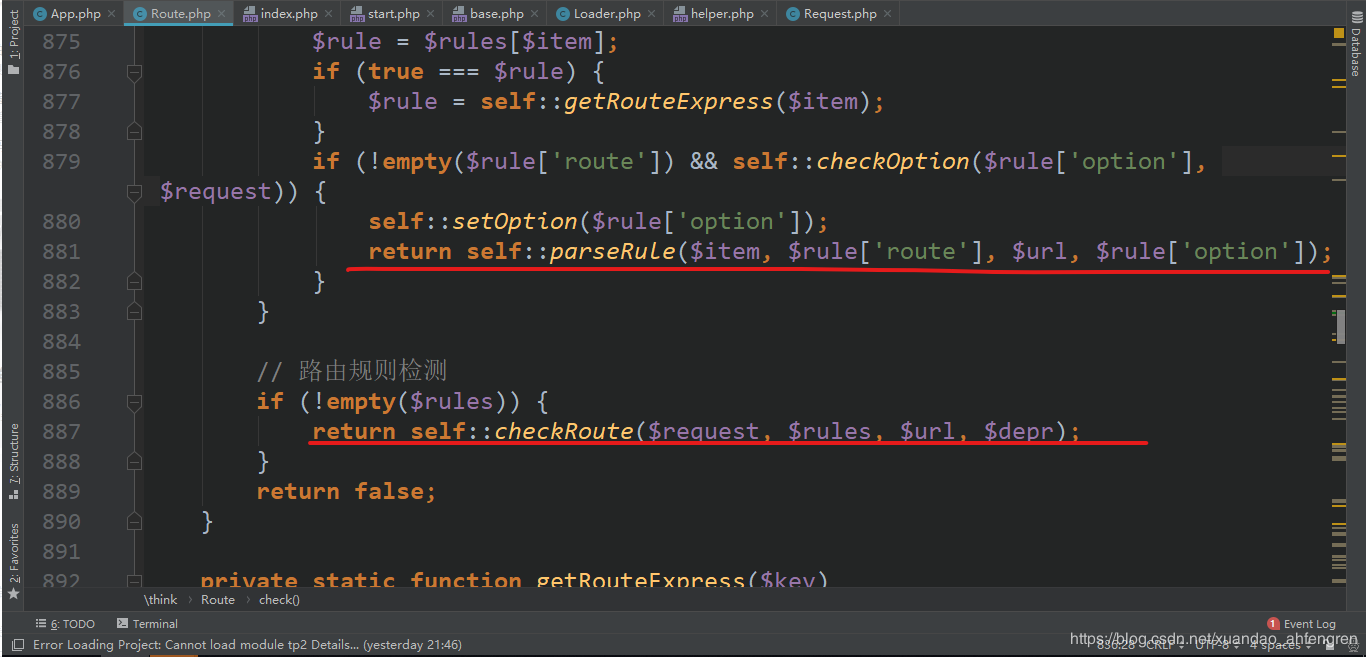 App.php × Route.php × index.php × start.php × base.php × Loader.php × helper.php × Request.php ×
1: Project
Database
875 $rule = $rules[$item];
876 if (true === $rule) {
877 $rule = self::getRouteExpress($item);
878 }
879 if (!empty($rule['route']) && self::checkOption($rule['option'],
$request)) {
880 self::setOption($rule['option']);
881 return self::parseRule($item, $rule['route'], $url, $rule['option']);
882 }
883 }
884
885 // 路由规则检测
886 if (!empty($rules)) {
887 return self::checkRoute($request, $rules, $url, $depr);
888 }
889 return false;
890 }
891
892 private static function getRouteExpress($key)
7: Structure
2: Favorites
\think › Route › check()
6: TODO Terminal 1 Event Log
Error Loading Project: Cannot load module tp2 Details... (yesterday 21:46) 836:28 CRLF UTF-8 4 spaces
https://blog.csdn.net/xuandao_ahfengren